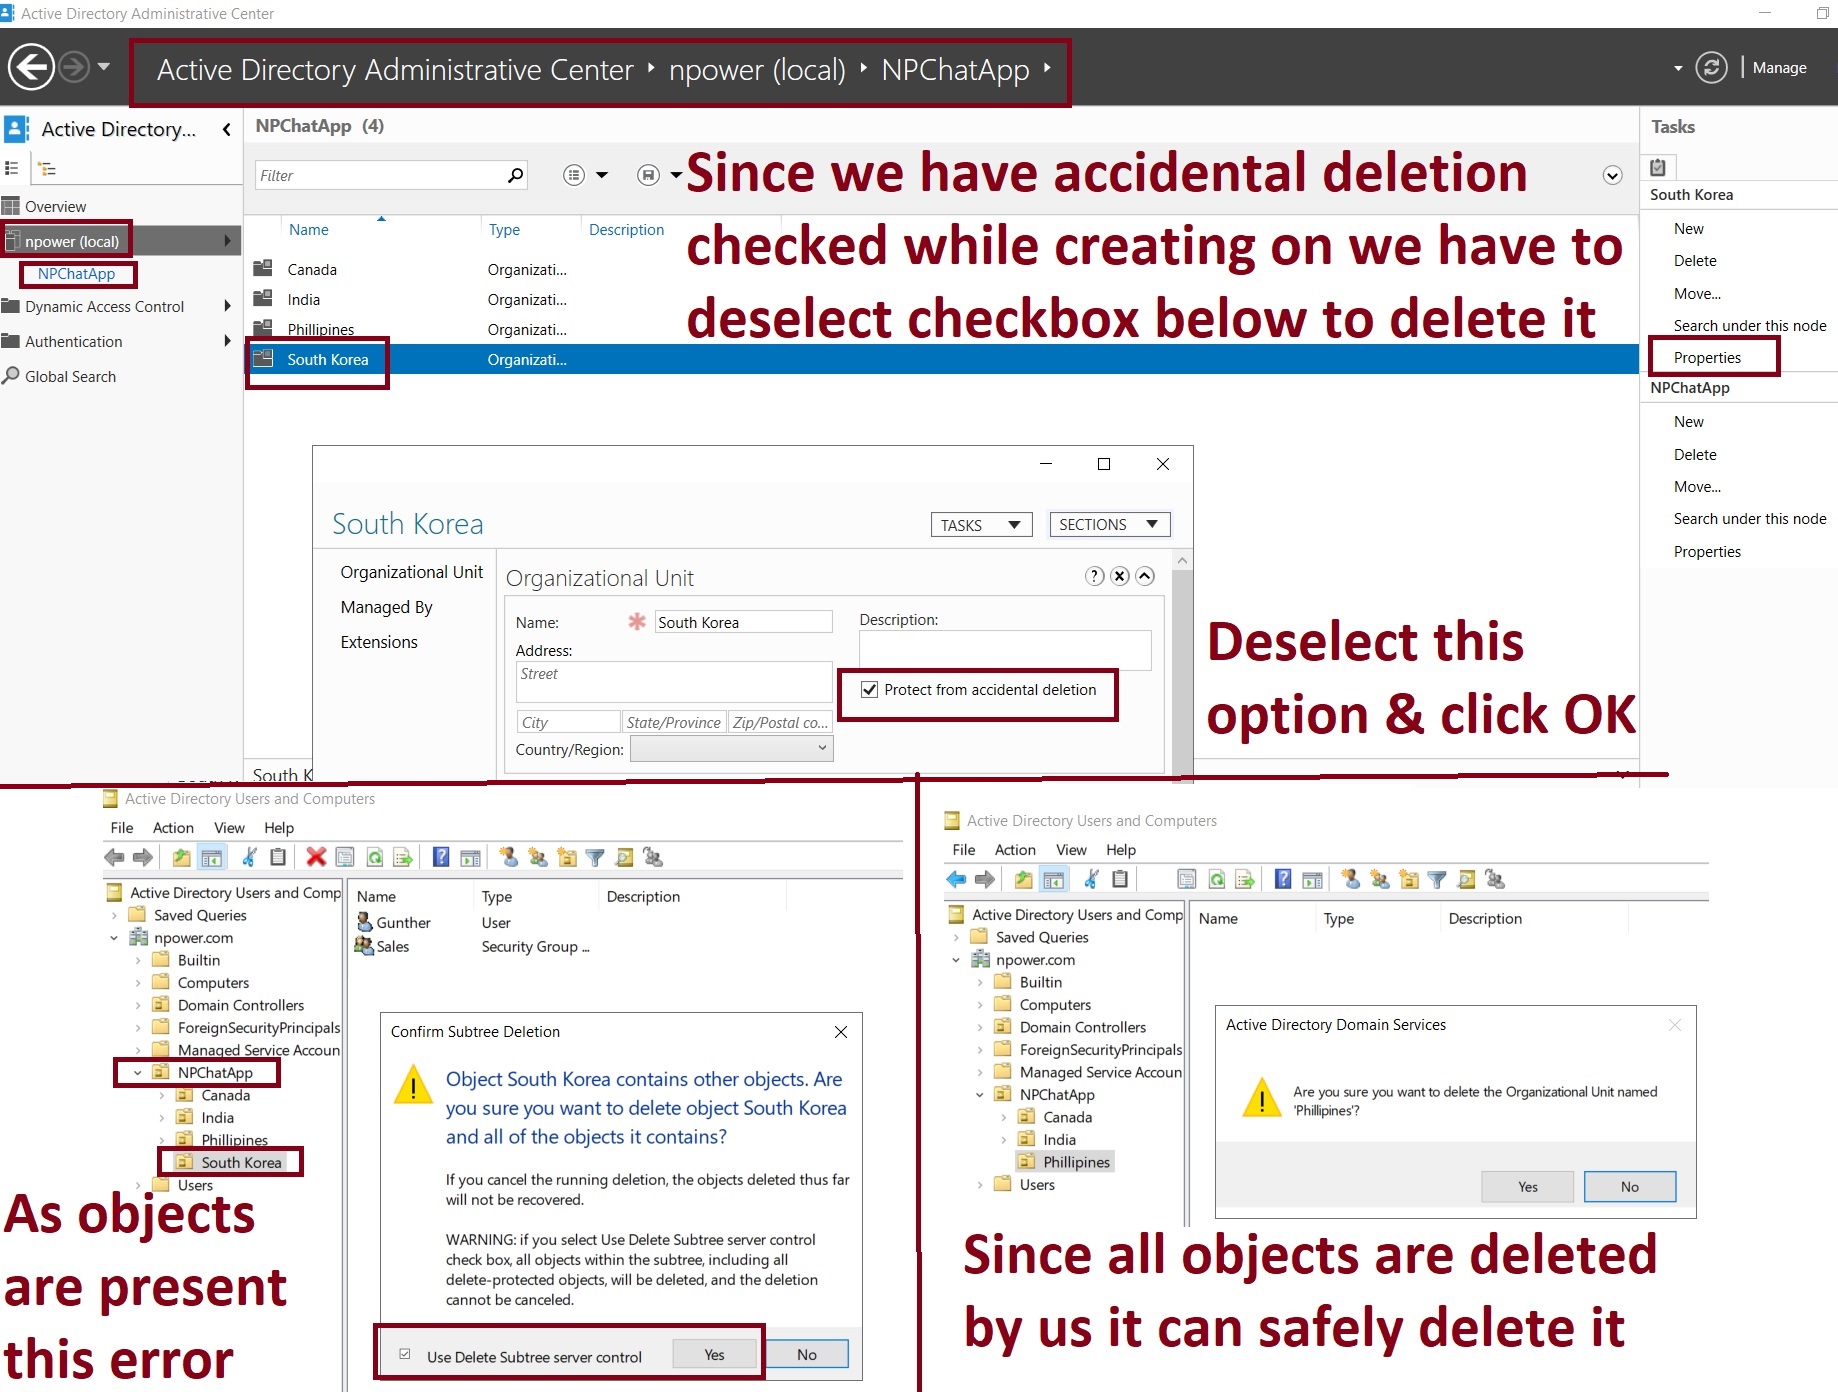 Active Directory Administrative Center
Active Directory Administrative Center npower (local) NPChatApp
Manage
Active Directory...
Overview
npower (local)
NPChatApp
Dynamic Access Control
Authentication
Global Search
NPChatApp (4)
Filter
Since we have accidental deletion
checked while creating on we have to
deselect checkbox below to delete it
Name Type Description
Canada Organizati...
India Organizati...
Phillipines Organizati...
South Korea Organizati...
Tasks
South Korea
New
Delete
Move...
Search under this node
Properties
NPChatApp
New
Delete
Move...
Search under this node
Properties
South Korea
TASKS SECTIONS
Organizational Unit
Managed By
Extensions
Organizational Unit
Name: South Korea
Address:
Street
City State/Province Zip/Postal co...
Country/Region:
Description:
Protect from accidental deletion
Deselect this
option & click OK
South K
Active Directory Users and Computers
File Action View Help
Active Directory Users and Comp
Saved Queries
npower.com
Builtin
Computers
Domain Controllers
ForeignSecurityPrincipals
Managed Service Accoun
NPChatApp
Canada
India
Phillipines
South Korea
Users
Name Type Description
Gunther User
Sales Security Group ...
Confirm Subtree Deletion
Object South Korea contains other objects. Are
you sure you want to delete object South Korea
and all of the objects it contains?
If you cancel the running deletion, the objects deleted thus far
will not be recovered.
WARNING: if you select Use Delete Subtree server control
check box, all objects within the subtree, including all
delete-protected objects, will be deleted, and the deletion
cannot be canceled.
Use Delete Subtree server control Yes No
As objects
are present
this error
Active Directory Users and Computers
File Action View Help
Active Directory Users and Comp
Saved Queries
npower.com
Builtin
Computers
Domain Controllers
ForeignSecurityPrincipals
Managed Service Accoun
NPChatApp
Canada
India
Phillipines
Users
Name Type Description
Active Directory Domain Services
Are you sure you want to delete the Organizational Unit named
'Phillipines'?
Yes No
Since all objects are deleted
by us it can safely delete it